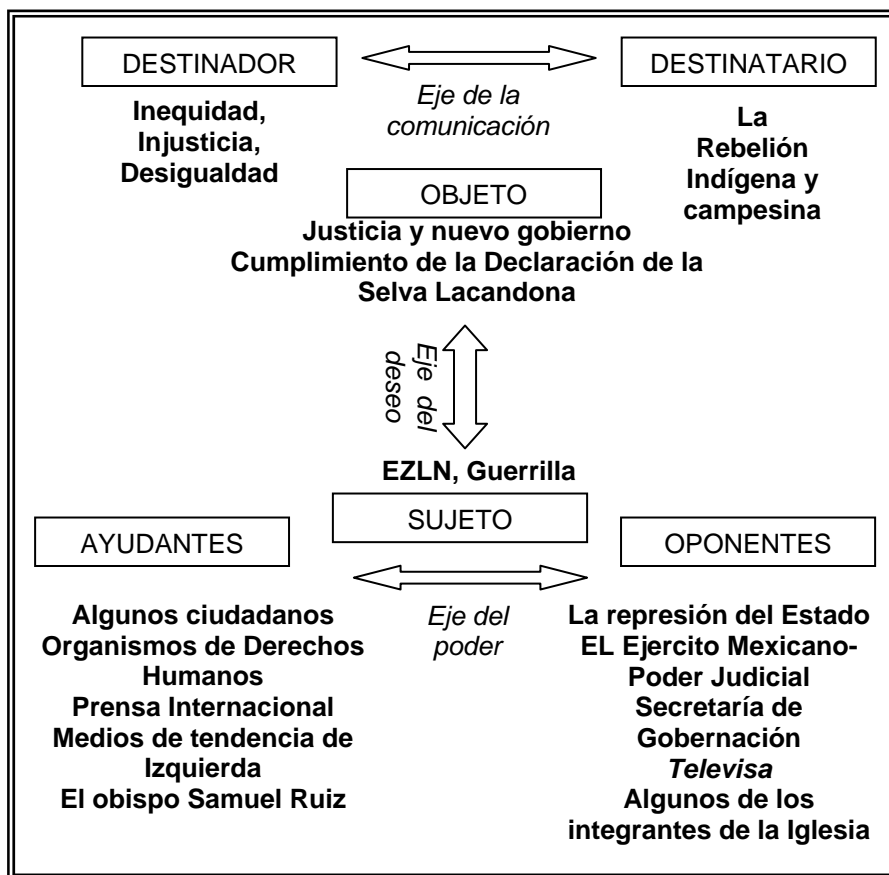 DESTINADOR
DESTINATARIO
Inequidad,
Injusticia,
Desigualdad
Eje de la
comunicación
La
Rebelión
Indígena y
campesina
OBJETO
Justicia y nuevo gobierno
Cumplimiento de la Declaración de la
Selva Lacandona
Eje del
deseo
EZLN, Guerrilla
SUJETO
AYUDANTES
OPONENTES
Algunos ciudadanos
Organismos de Derechos
Humanos
Prensa Internacional
Medios de tendencia de
Izquierda
El obispo Samuel Ruiz
Eje del
poder
La represión del Estado
EL Ejercito Mexicano-
Poder Judicial
Secretaría de
Gobernación
Televisa
Algunos de los
integrantes de la Iglesia